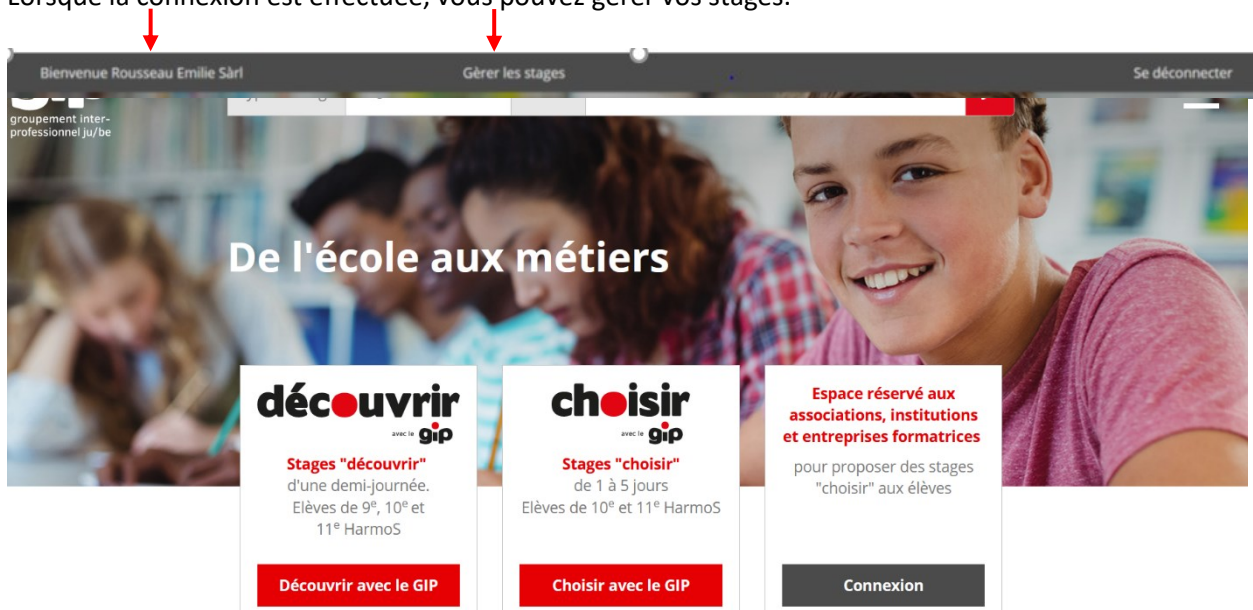 Lorsque la connexion est effectuée, vous pouvez gérer vos stages.
Bienvenue Rousseau Emilie Sàrl Gèrer les stages Se déconnecter
gip
groupement inter-
professionnel ju/be
De l'école aux métiers
découvrir
avec le gip
Stages "découvrir"
d'une demi-journée.
Elèves de 9e, 10e et
11e HarmoS
Découvrir avec le GIP
choisir
avec le gip
Stages "choisir"
de 1 à 5 jours
Elèves de 10e et 11e HarmoS
Choisir avec le GIP
Espace réservé aux
associations, institutions
et entreprises formatrices
pour proposer des stages
"choisir" aux élèves
Connexion